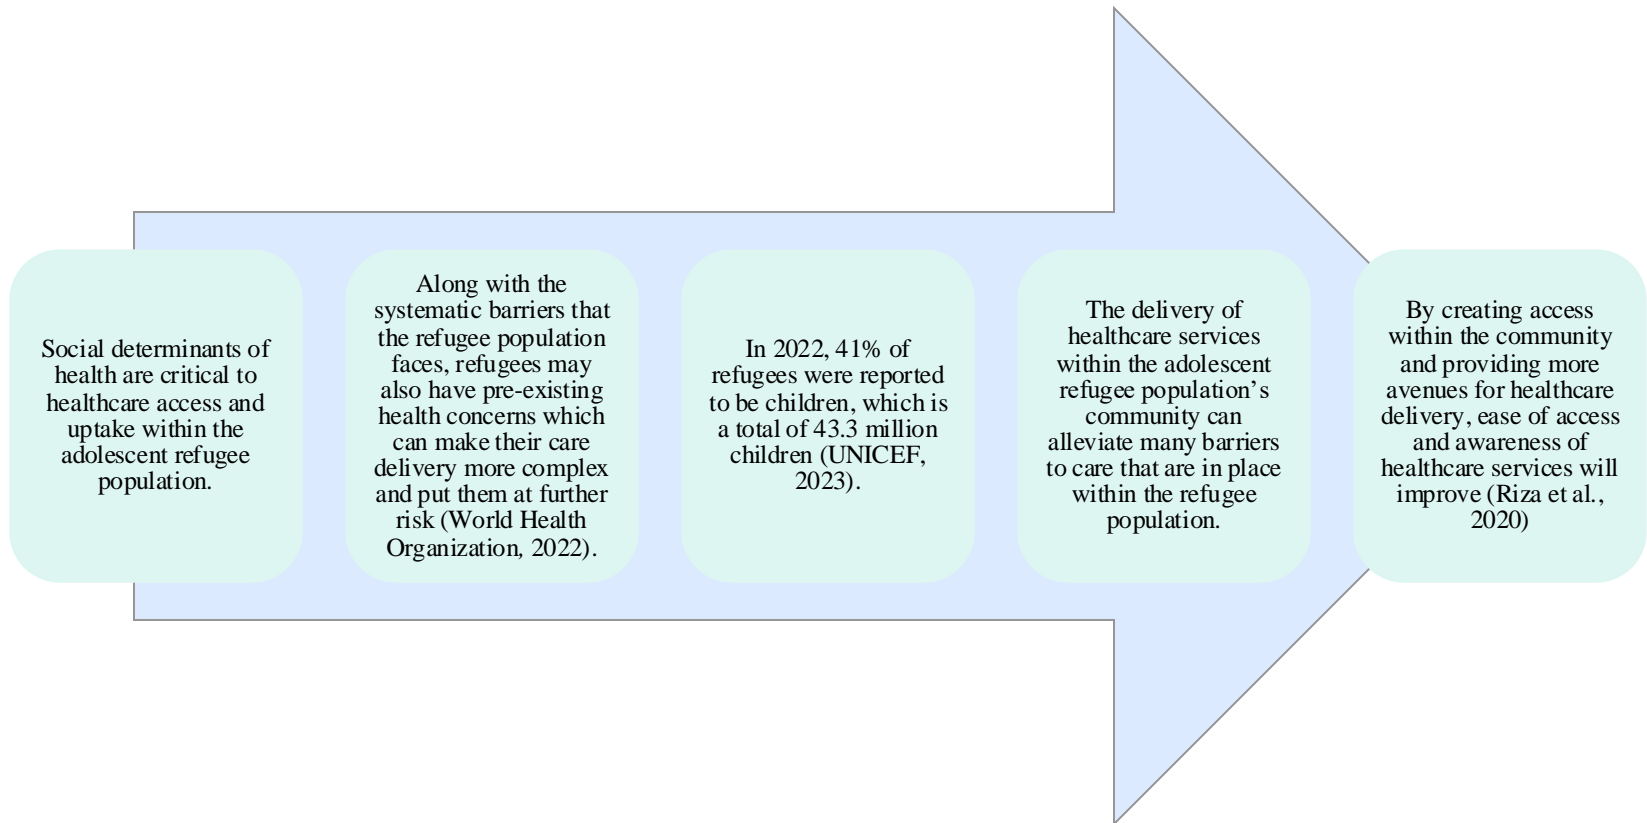 Social determinants of
health are critical to
healthcare access and
uptake within the
adolescent refugee
population.
Along with the
systematic barriers that
the refugee population
faces, refugees may
also have pre-existing
health concerns which
can make their care
delivery more complex
and put them at further
risk (World Health
Organization, 2022).
In 2022, 41% of
refugees were reported
to be children, which is
a total of 43.3 million
children (UNICEF,
2023).
The delivery of
healthcare services
within the adolescent
refugee population’s
community can
alleviate many barriers
to care that are in place
within the refugee
population.
By creating access
within the community
and providing more
avenues for healthcare
delivery, ease of access
and awareness of
healthcare services will
improve (Riza et al.,
2020)